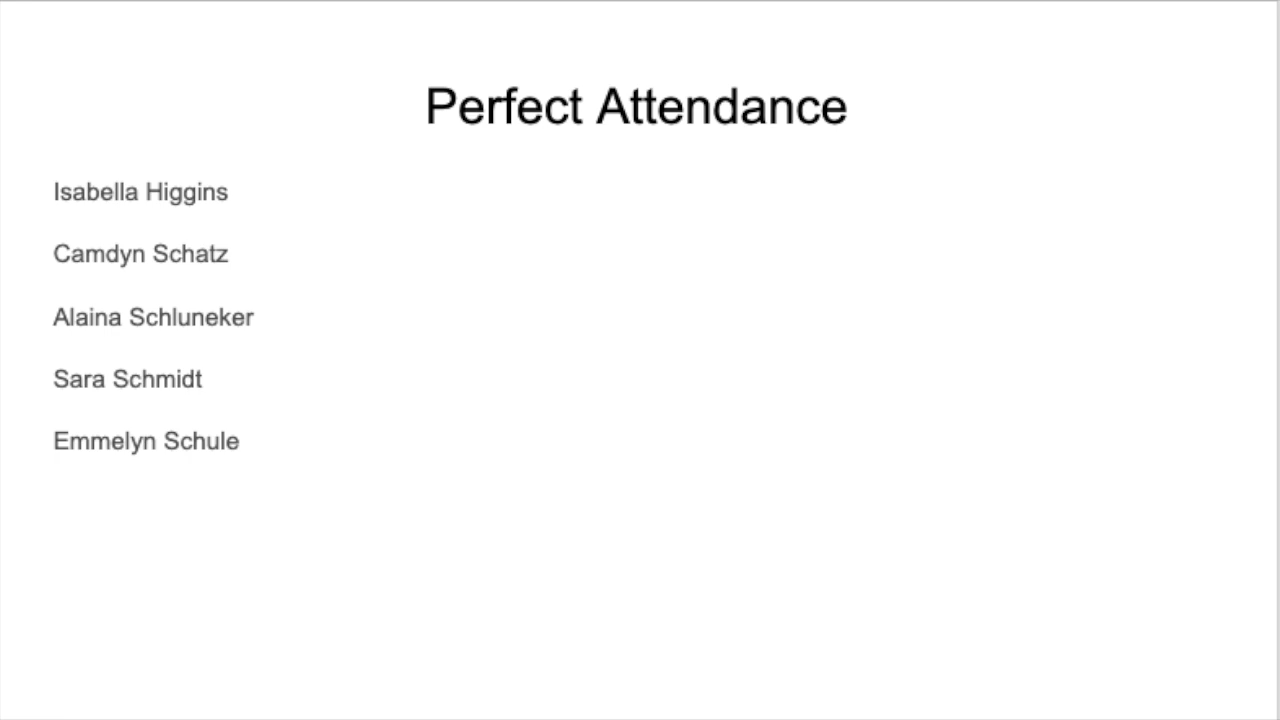 Perfect Attendance
Isabella Higgins
Camdyn Schatz
Alaina Schluneker
Sara Schmidt
Emmelyn Schule